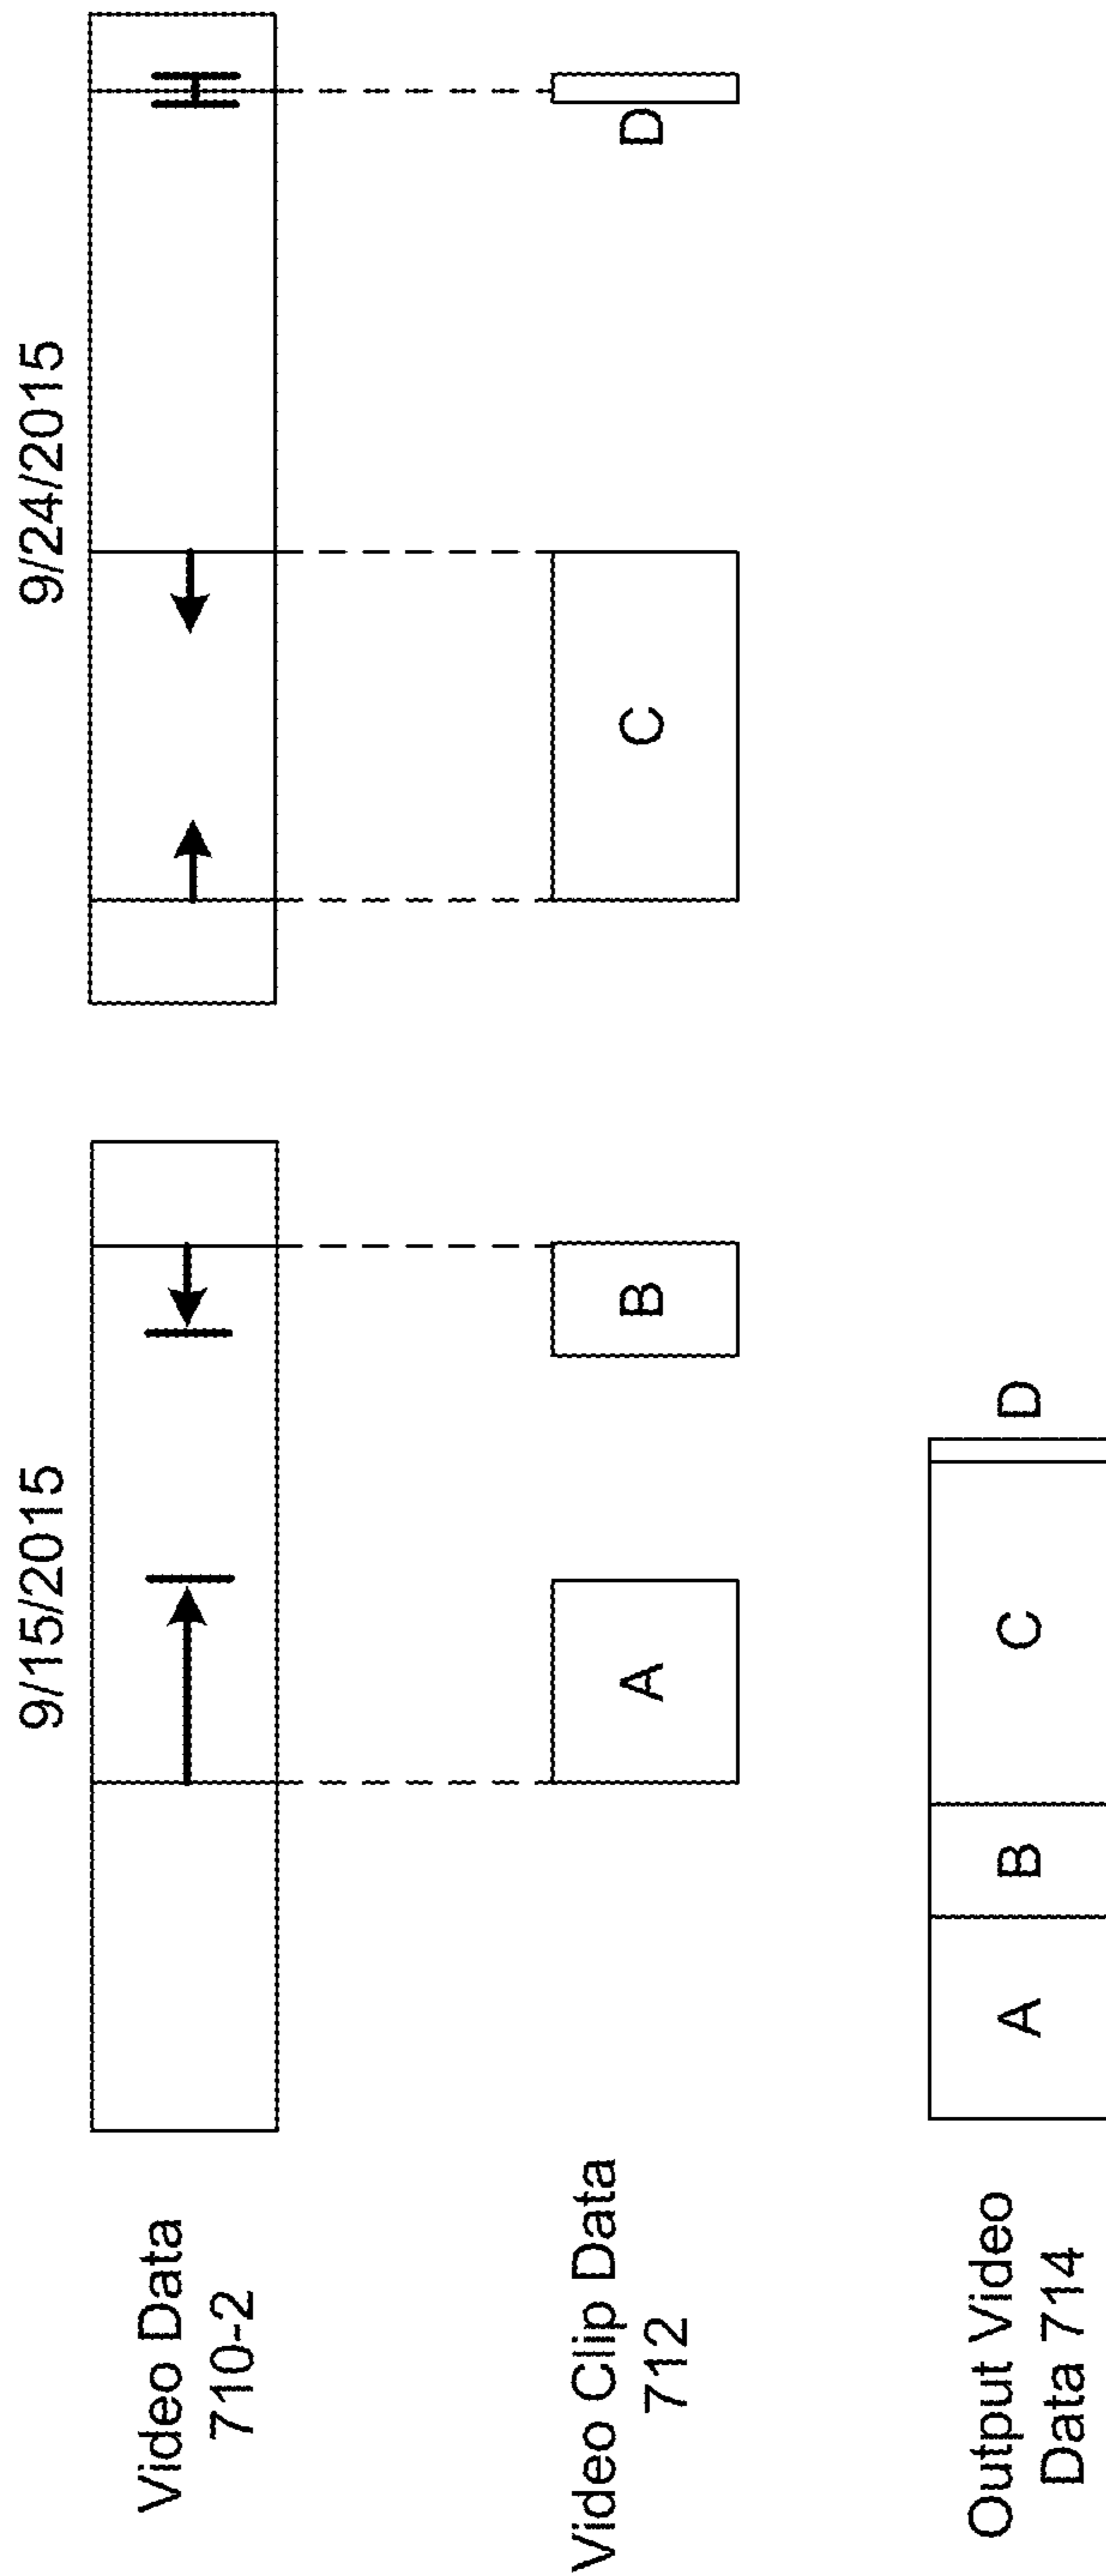 9/15/2015
9/24/2015
Video Data
710-2
Video Clip Data
712
A
B
C
D
Output Video
Data 714
A
B
C
D